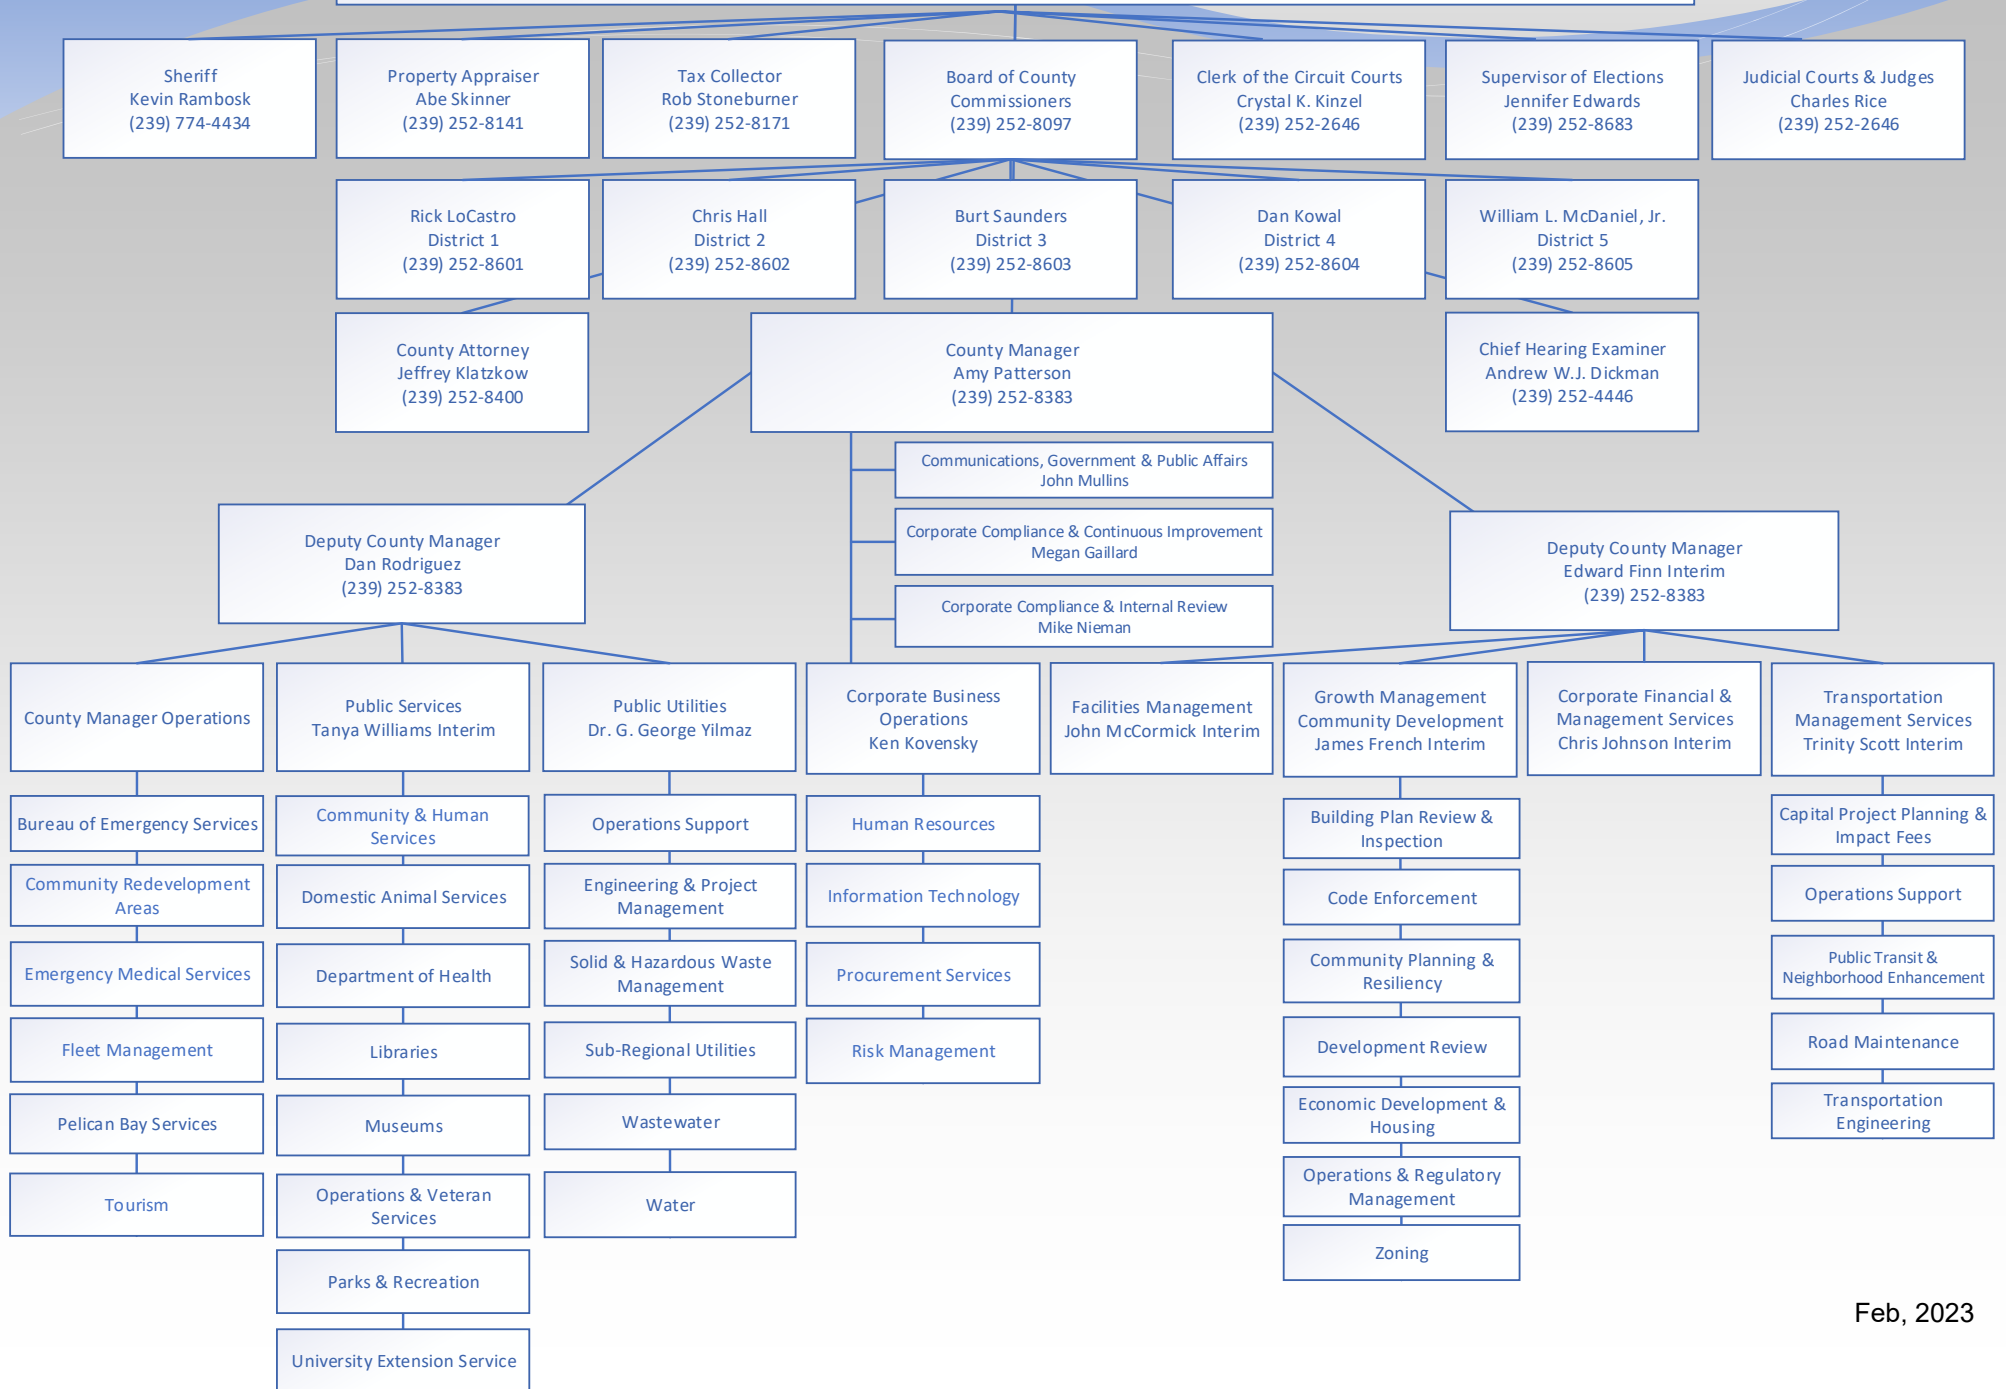 Sheriff
Kevin Rambosk
(239) 774-4434
Property Appraiser
Abe Skinner
(239) 252-8141
Tax Collector
Rob Stoneburner
(239) 252-8171
Board of County
Commissioners
(239) 252-8097
Clerk of the Circuit Courts
Crystal K. Kinzel
(239) 252-2646
Supervisor of Elections
Jennifer Edwards
(239) 252-8683
Judicial Courts & Judges
Charles Rice
(239) 252-2646
Rick LoCastro
District 1
(239) 252-8601
Chris Hall
District 2
(239) 252-8602
Burt Saunders
District 3
(239) 252-8603
Dan Kowal
District 4
(239) 252-8604
William L. McDaniel, Jr.
District 5
(239) 252-8605
County Attorney
Jeffrey Klatzkow
(239) 252-8400
County Manager
Amy Patterson
(239) 252-8383
Chief Hearing Examiner
Andrew W.J. Dickman
(239) 252-4446
Communications, Government & Public Affairs
John Mullins
Corporate Compliance & Continuous Improvement
Megan Gaillard
Corporate Compliance & Internal Review
Mike Nieman
Deputy County Manager
Dan Rodriguez
(239) 252-8383
Deputy County Manager
Edward Finn Interim
(239) 252-8383
County Manager Operations
Bureau of Emergency Services
Community Redevelopment
Areas
Emergency Medical Services
Fleet Management
Pelican Bay Services
Tourism
Public Services
Tanya Williams Interim
Community & Human
Services
Domestic Animal Services
Department of Health
Libraries
Museums
Operations & Veteran
Services
Parks & Recreation
University Extension Service
Public Utilities
Dr. G. George Yilmaz
Operations Support
Engineering & Project
Management
Solid & Hazardous Waste
Management
Sub-Regional Utilities
Wastewater
Water
Corporate Business
Operations
Ken Kovensky
Human Resources
Information Technology
Procurement Services
Risk Management
Facilities Management
John McCormick Interim
Growth Management
Community Development
James French Interim
Building Plan Review &
Inspection
Code Enforcement
Community Planning &
Resiliency
Development Review
Economic Development &
Housing
Operations & Regulatory
Management
Zoning
Corporate Financial &
Management Services
Chris Johnson Interim
Transportation
Management Services
Trinity Scott Interim
Capital Project Planning &
Impact Fees
Operations Support
Public Transit &
Neighborhood Enhancement
Road Maintenance
Transportation
Engineering
Feb, 2023